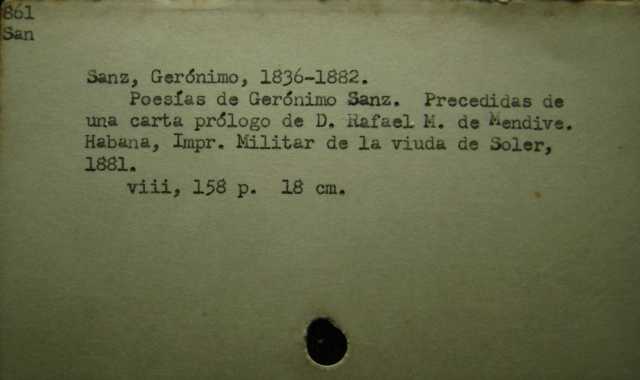 861
San
Sanz, Gerónimo, 1836-1882.
Poesías de Gerónimo Sanz. Precedidas de
una carta prólogo de D. Rafael M. de Mendive.
Habana, Impr. Militar de la viuda de Soler,
1881.
viii, 158 p. 18 cm.